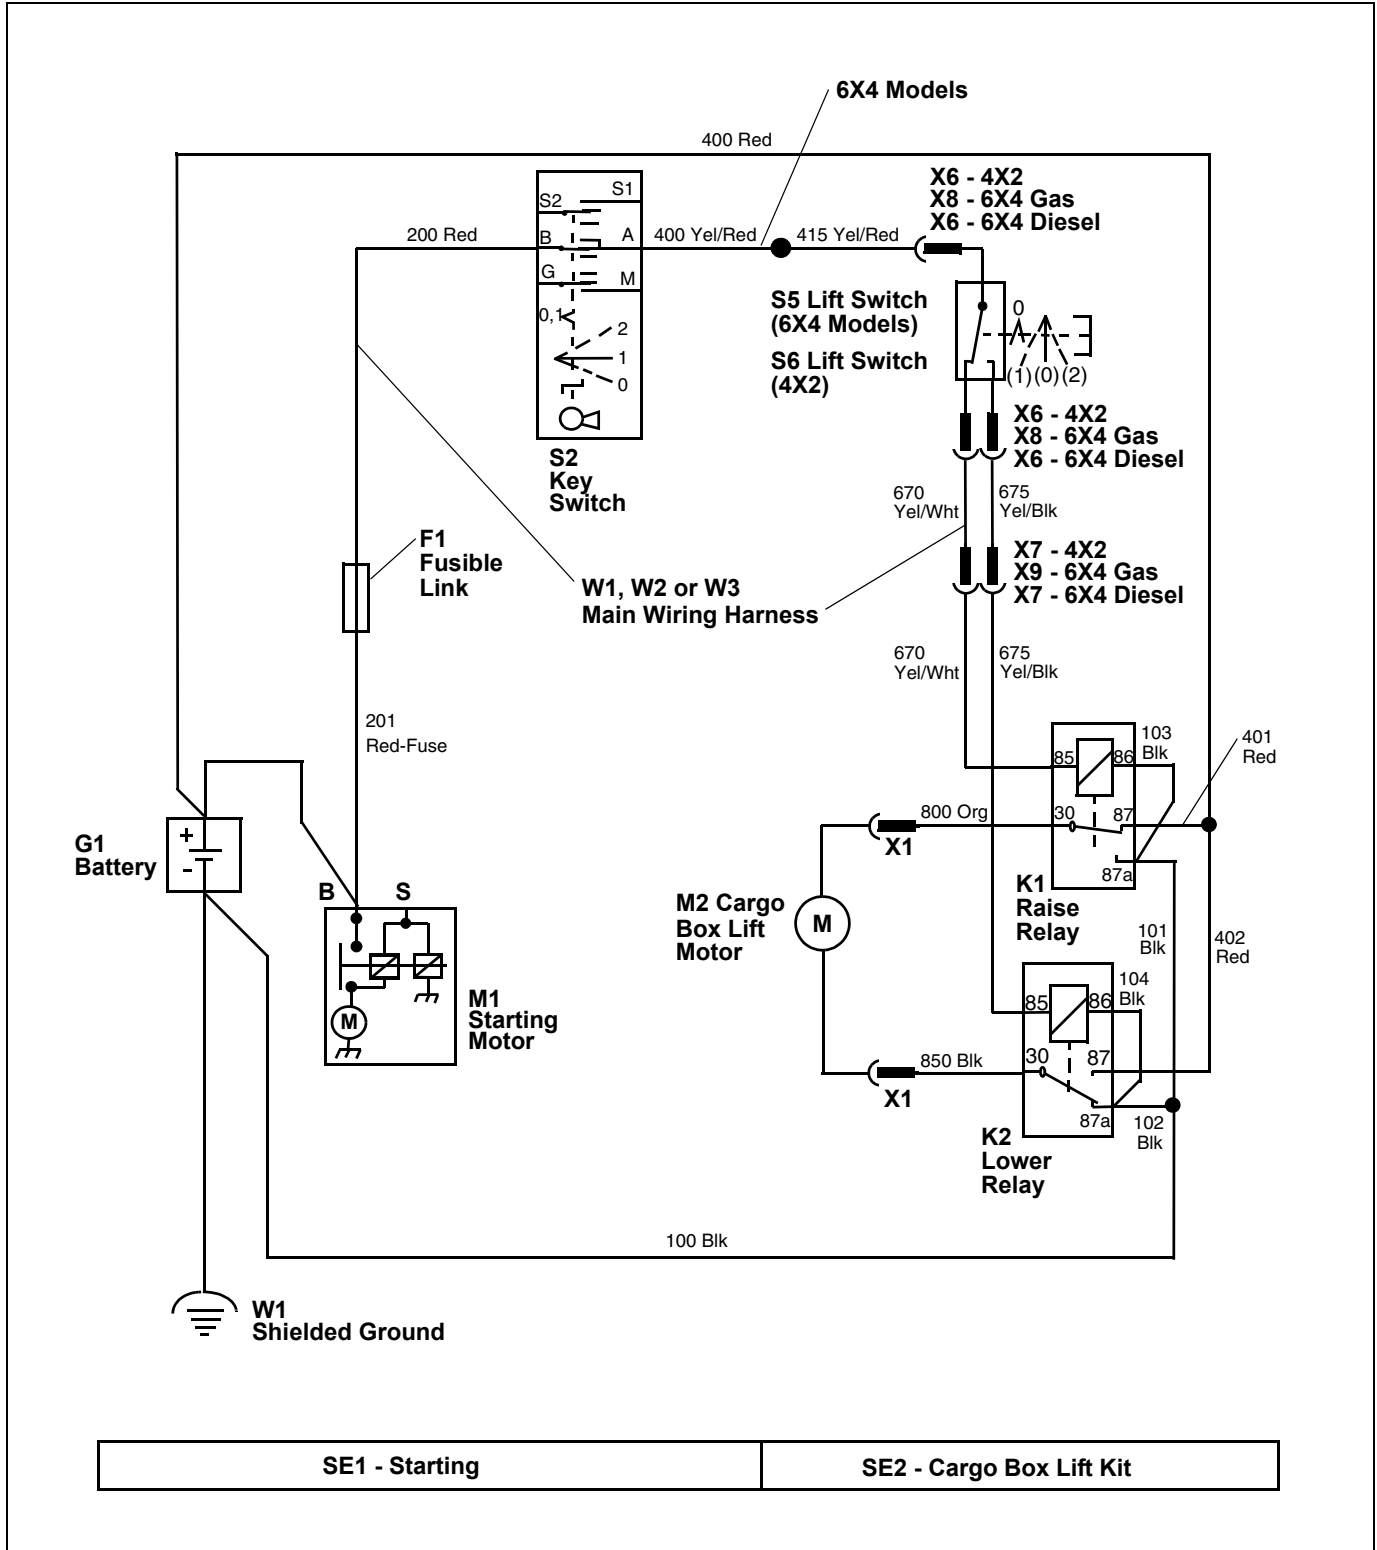 6X4 Models
400 Red
X6 - 4X2
X8 - 6X4 Gas
X6 - 6X4 Diesel
S1
S2
200 Red
B
A
400 Yel/Red
415 Yel/Red
G
M
0,1
2
1
0
S2
Key
Switch
S5 Lift Switch
(6X4 Models)
S6 Lift Switch
(4X2)
0
(1)(0)(2)
X6 - 4X2
X8 - 6X4 Gas
X6 - 6X4 Diesel
670
Yel/Wht
675
Yel/Blk
F1
Fusible
Link
W1, W2 or W3
Main Wiring Harness
X7 - 4X2
X9 - 6X4 Gas
X7 - 6X4 Diesel
670
Yel/Wht
675
Yel/Blk
201
Red-Fuse
103
Blk
401
Red
85
86
800 Org
30
87
87a
X1
G1
Battery
+
-
B
S
M2 Cargo
Box Lift
Motor
M
K1
Raise
Relay
101
Blk
402
Red
104
Blk
M1
Starting
Motor
M
85
86
850 Blk
30
87
87a
X1
102
Blk
K2
Lower
Relay
100 Blk
W1
Shielded Ground
SE1 - Starting
SE2 - Cargo Box Lift Kit